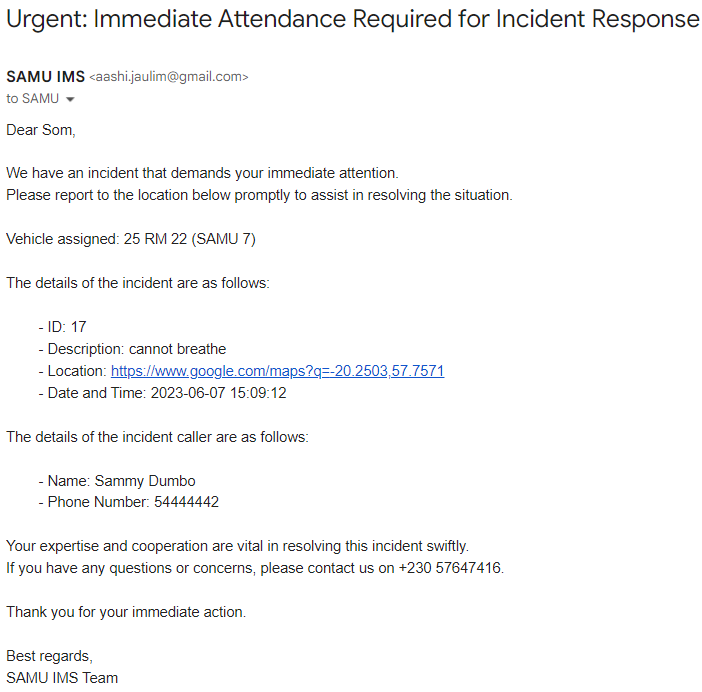 Urgent: Immediate Attendance Required for Incident Response
SAMU IMS <aashi.jaulim@gmail.com>
to SAMU
Dear Som,
We have an incident that demands your immediate attention.
Please report to the location below promptly to assist in resolving the situation.
Vehicle assigned: 25 RM 22 (SAMU 7)
The details of the incident are as follows:
- ID: 17
- Description: cannot breathe
- Location: https://www.google.com/maps?q=-20.2503,57.7571
- Date and Time: 2023-06-07 15:09:12
The details of the incident caller are as follows:
- Name: Sammy Dumbo
- Phone Number: 54444442
Your expertise and cooperation are vital in resolving this incident swiftly.
If you have any questions or concerns, please contact us on +230 57647416.
Thank you for your immediate action.
Best regards,
SAMU IMS Team